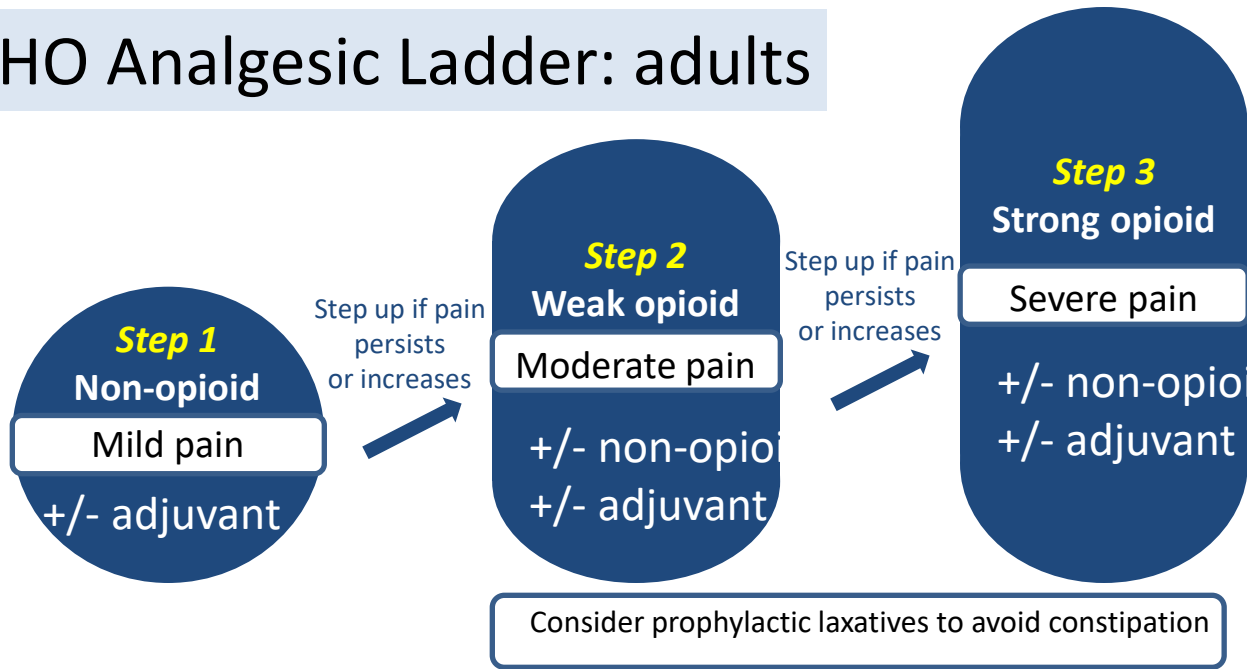 HO Analgesic Ladder: adults
Step 1
Non-opioid
Mild pain
+/- adjuvant
Step up if pain
persists
or increases
Step 2
Weak opioid
Moderate pain
+/- non-opioi
+/- adjuvant
Step up if pain
persists
or increases
Step 3
Strong opioid
Severe pain
+/- non-opioi
+/- adjuvant
Consider prophylactic laxatives to avoid constipation